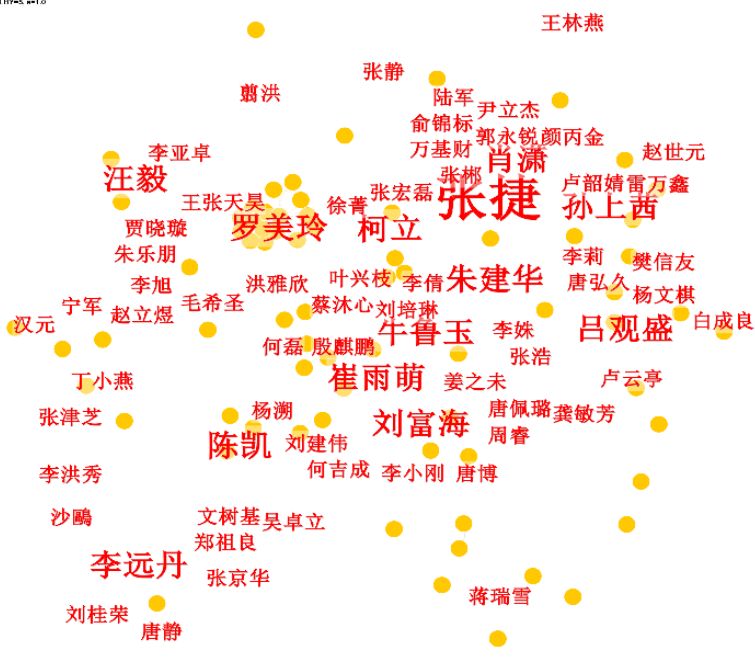 王林燕
张静
翦洪
陆军
尹立杰
俞锦标
郭永锐
颜丙金
万基财
肖潇
李亚卓
赵世元
汪毅
张郴
张捷
卢韶婧
雷万鑫
王张天昊
徐菁
张宏磊
孙上茜
罗美玲
柯立
贾晓璇
朱乐朋
李莉
樊信友
李旭
洪雅欣
叶兴枝
李倩
朱建华
唐弘久
杨文棋
宁军
毛希圣
蔡沐心
刘培琳
汉元
赵立煜
牛鲁玉
李姝
吕观盛
白成良
何磊
殷麒鹏
张浩
丁小燕
崔雨萌
姜之未
卢云亭
张津芝
杨溯
刘富海
唐佩璐
龚敏芳
陈凯
刘建伟
周睿
李洪秀
何吉成
李小刚
唐博
沙鸥
文树基
吴卓立
郑祖良
李远丹
张京华
蒋瑞雪
刘桂荣
唐静